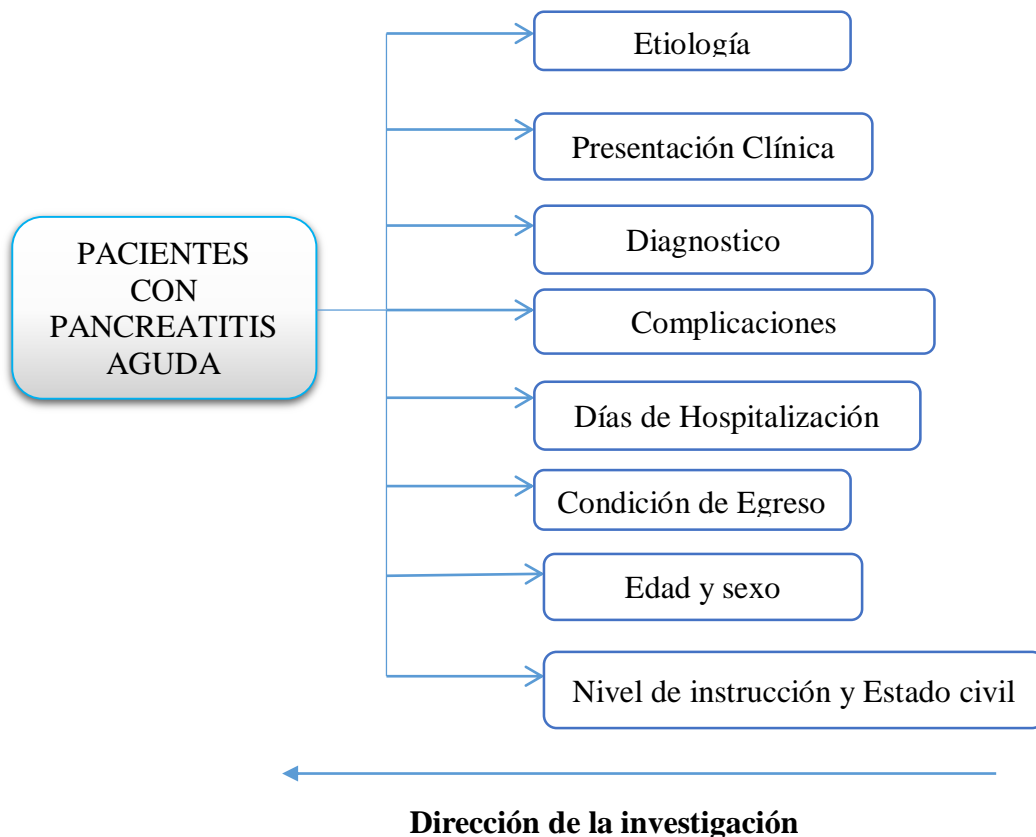 Etiología
Presentación Clínica
Diagnostico
PACIENTES
CON
PANCREATITIS
AGUDA
Complicaciones
Días de Hospitalización
Condición de Egreso
Edad y sexo
Nivel de instrucción y Estado civil
Dirección de la investigación